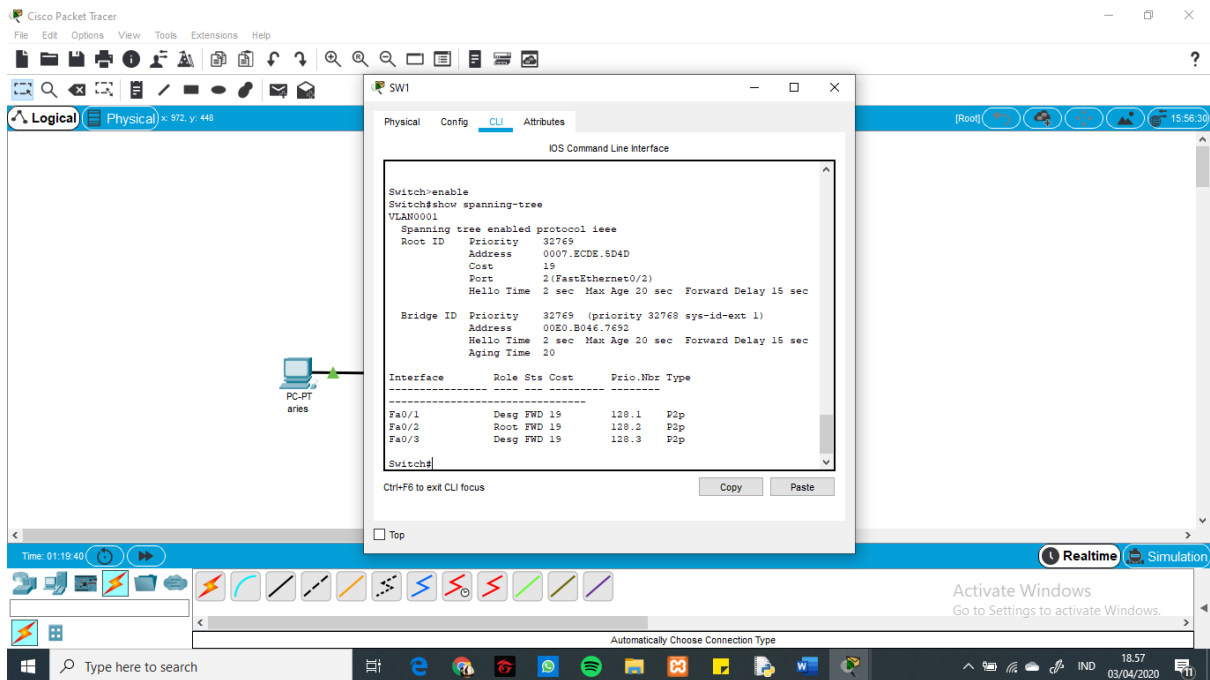 Cisco Packet Tracer
File Edit Options View Tools Extensions Help
?
SW1
Logical
Physical x: 972, y: 448
[Root]
15:56:30
Physical Config CLI Attributes
IOS Command Line Interface
Switch>enable
Switch#show spanning-tree
VLAN0001
Spanning tree enabled protocol ieee
Root ID Priority 32769
Address 0007.ECDE.5D4D
Cost 19
Port 2(FastEthernet0/2)
Hello Time 2 sec Max Age 20 sec Forward Delay 15 sec
Bridge ID Priority 32769 (priority 32768 sys-id-ext 1)
Address 00E0.B046.7692
Hello Time 2 sec Max Age 20 sec Forward Delay 15 sec
Aging Time 20
Interface Role Sts Cost Prio.Nbr Type
---------------- ---- --- --------- --------
--------------------------------
Fa0/1 Desg FWD 19 128.1 P2p
Fa0/2 Root FWD 19 128.2 P2p
Fa0/3 Desg FWD 19 128.3 P2p
Switch#
PC-PT
aries
Ctrl+F6 to exit CLI focus
Copy
Paste
Top
Time: 01:19:40
Realtime
Simulation
Activate Windows
Go to Settings to activate Windows.
Automatically Choose Connection Type
Type here to search
IND
18.57
03/04/2020
11